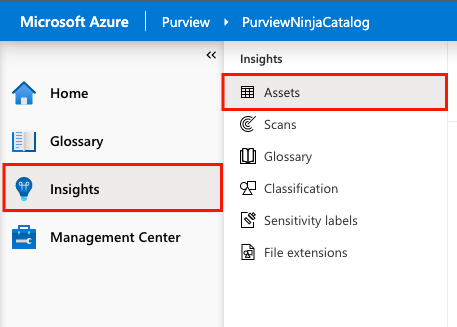 Microsoft Azure Purview PurviewNinjaCatalog
Home
Glossary
Insights
Management Center
Insights
Assets
Scans
Glossary
Classification
Sensitivity labels
File extensions